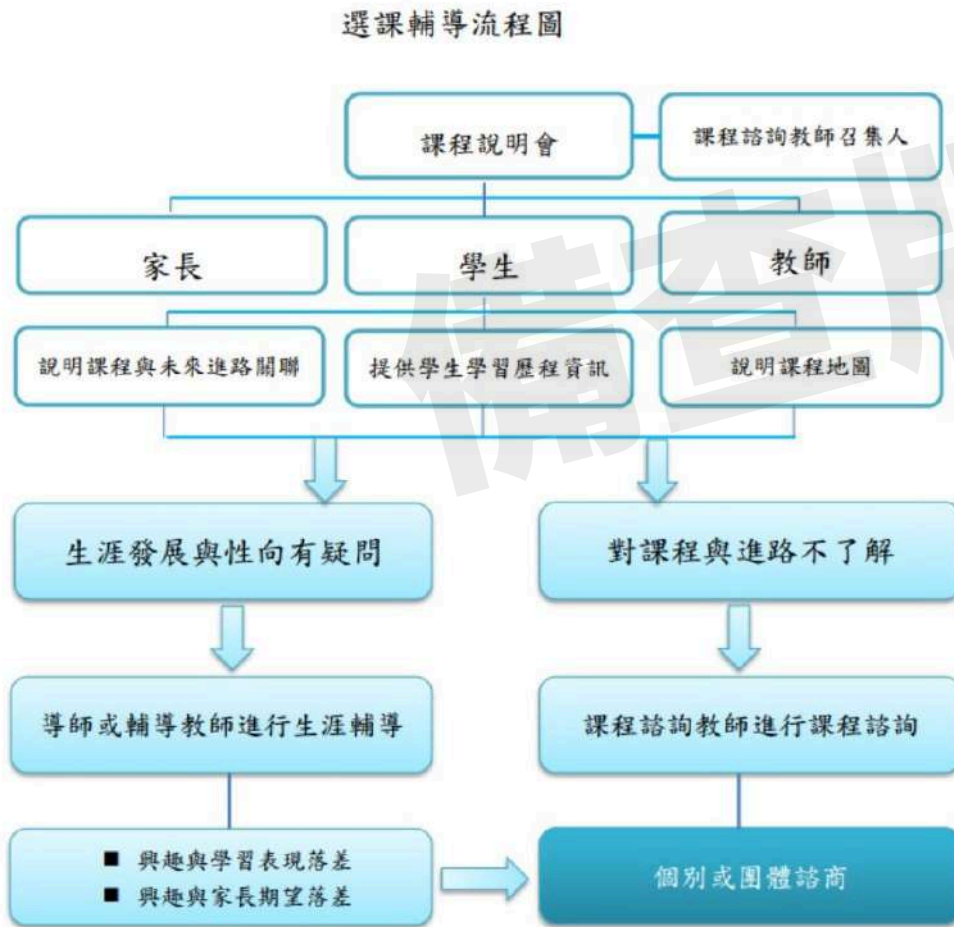 選課輔導流程圖
課程說明會
課程諮詢教師召集人
家長
學生
教師
說明課程與未來進路關聯
提供學生學習歷程資訊
說明課程地圖
生涯發展與性向有疑問
對課程與進路不了解
導師或輔導教師進行生涯輔導
課程諮詢教師進行課程諮詢
■ 興趣與學習表現落差
■ 興趣與家長期望落差
個別或團體諮商
備查版